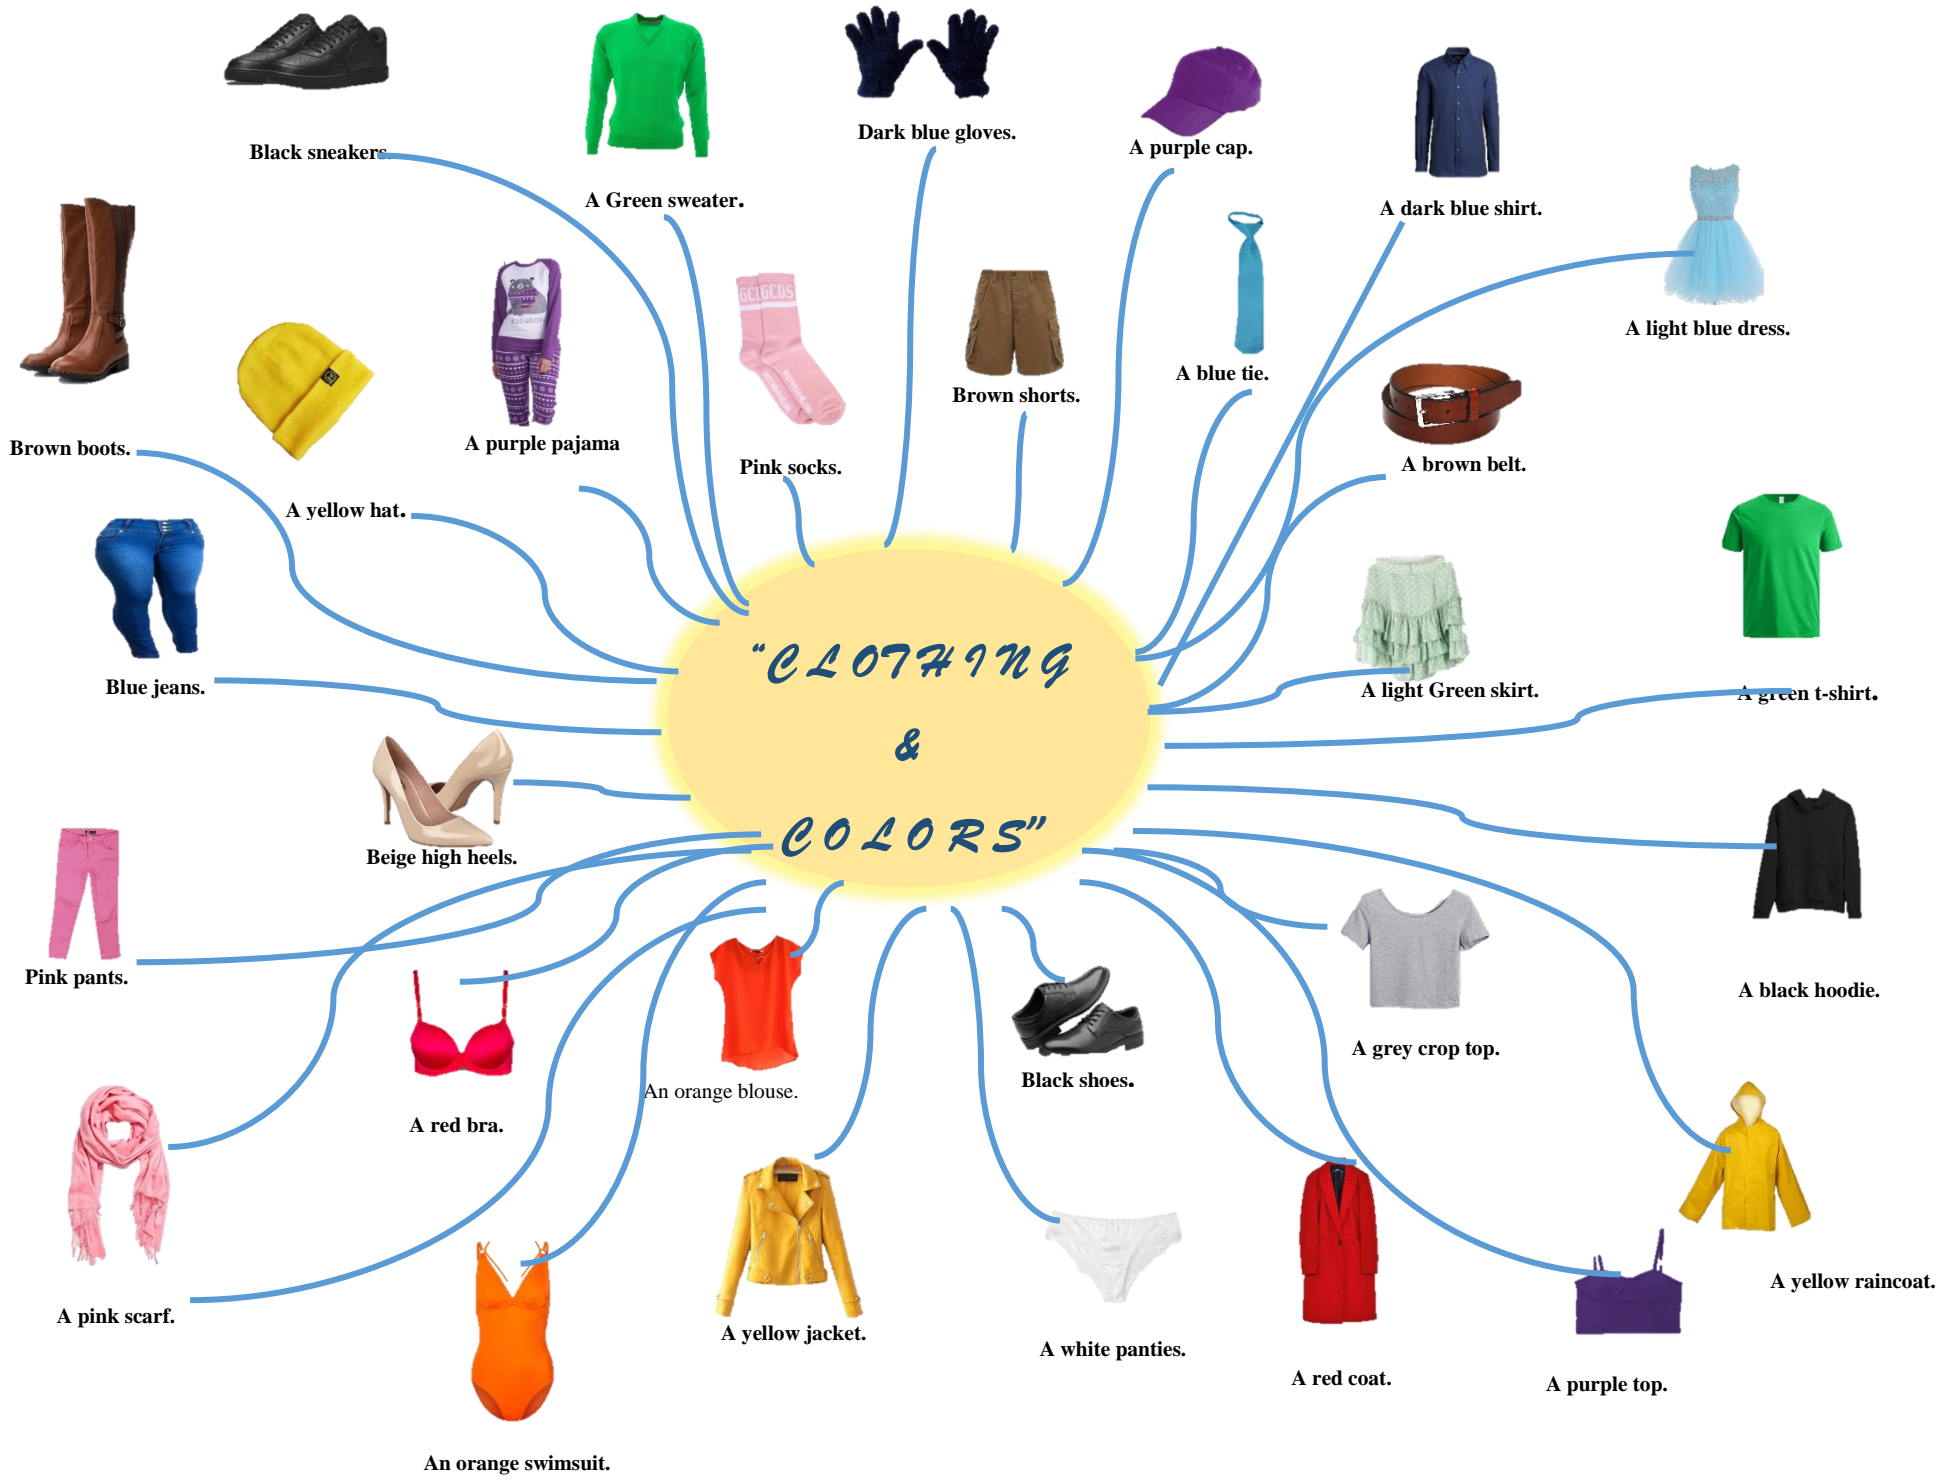 Black sneakers.
A Green sweater.
Dark blue gloves.
A purple cap.
A dark blue shirt.
A light blue dress.
GCDS
Brown boots.
A yellow hat.
A purple pajama
Pink socks.
Brown shorts.
A blue tie.
A brown belt.
Blue jeans.
"CLOTHING
&
COLORS"
A light Green skirt.
A green t-shirt.
Beige high heels.
Pink pants.
A black hoodie.
A grey crop top.
Black shoes.
An orange blouse.
A red bra.
A pink scarf.
A yellow jacket.
A white panties.
A red coat.
A purple top.
A yellow raincoat.
An orange swimsuit.